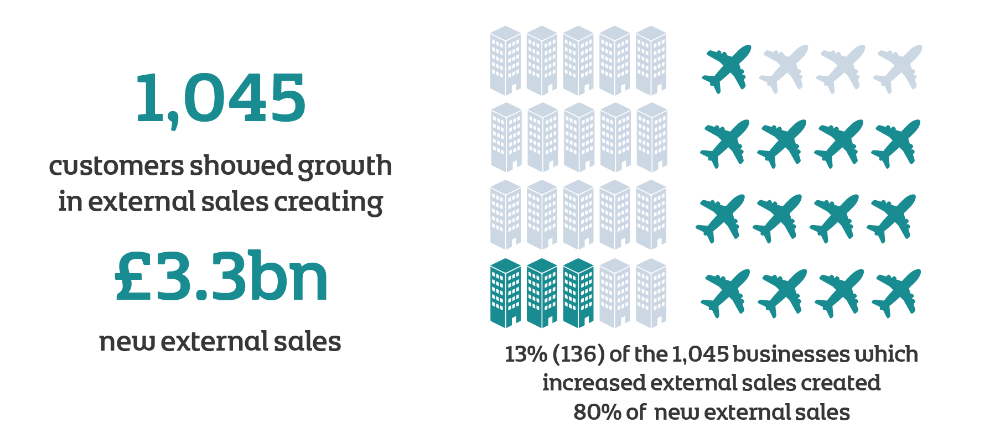 1,045
customers showed growth
in external sales creating
£3.3bn
new external sales
13% (136) of the 1,045 businesses which
increased external sales created
80% of new external sales